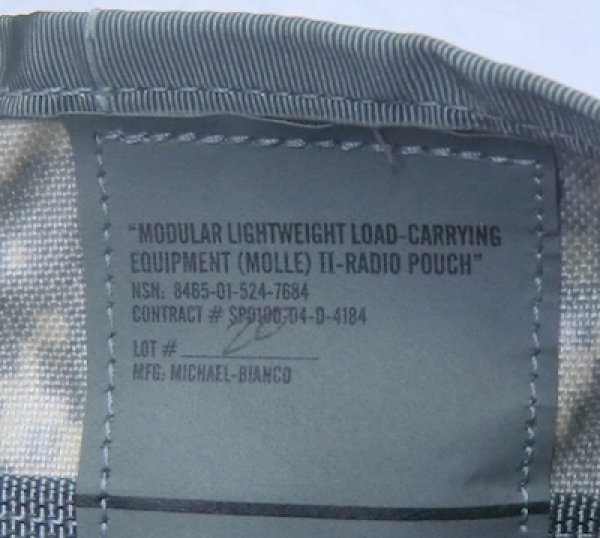 "MODULAR LIGHTWEIGHT LOAD-CARRYING
EQUIPMENT (MOLLE) II-RADIO POUCH"
NSN: 8465-01-524-7684
CONTRACT # SP0100-04-D-4184
LOT #
MFG: MICHAEL-BIANCO